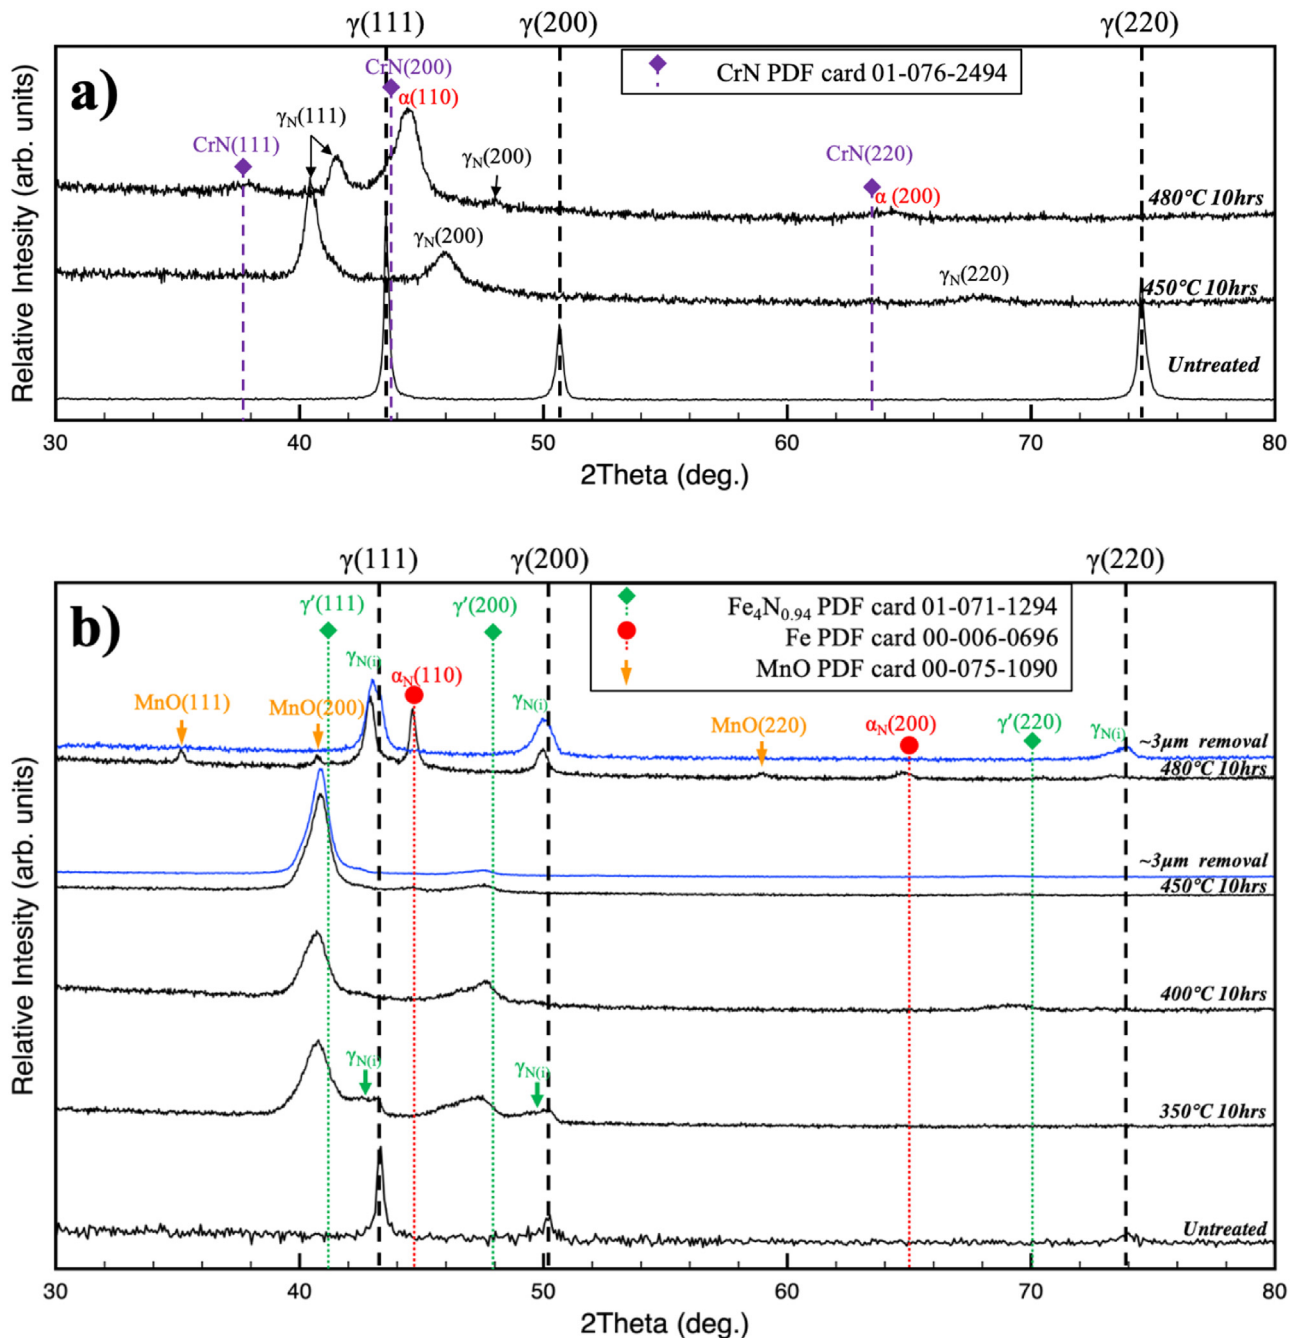 γ(111) γ(200) γ(220)
a)
CrN PDF card 01-076-2494
CrN(200)
α(110)
γN(111)
CrN(111)
γN(200)
CrN(220)
α (200)
480°C 10hrs
γN(200)
γN(220)
450°C 10hrs
Untreated
Relative Intesity (arb. units)
30 40 50 60 70 80
2Theta (deg.)
γ(111) γ(200) γ(220)
b)
γ′(111) γ′(200)
Fe4N0.94 PDF card 01-071-1294
Fe PDF card 00-006-0696
MnO PDF card 00-075-1090
γN(i)
αN(110)
MnO(111) MnO(200) γN(i) MnO(220) αN(200) γ′(220) γN(i)
~3μm removal
480°C 10hrs
~3μm removal
450°C 10hrs
400°C 10hrs
γN(i) γN(i)
350°C 10hrs
Untreated
Relative Intesity (arb. units)
30 40 50 60 70 80
2Theta (deg.)